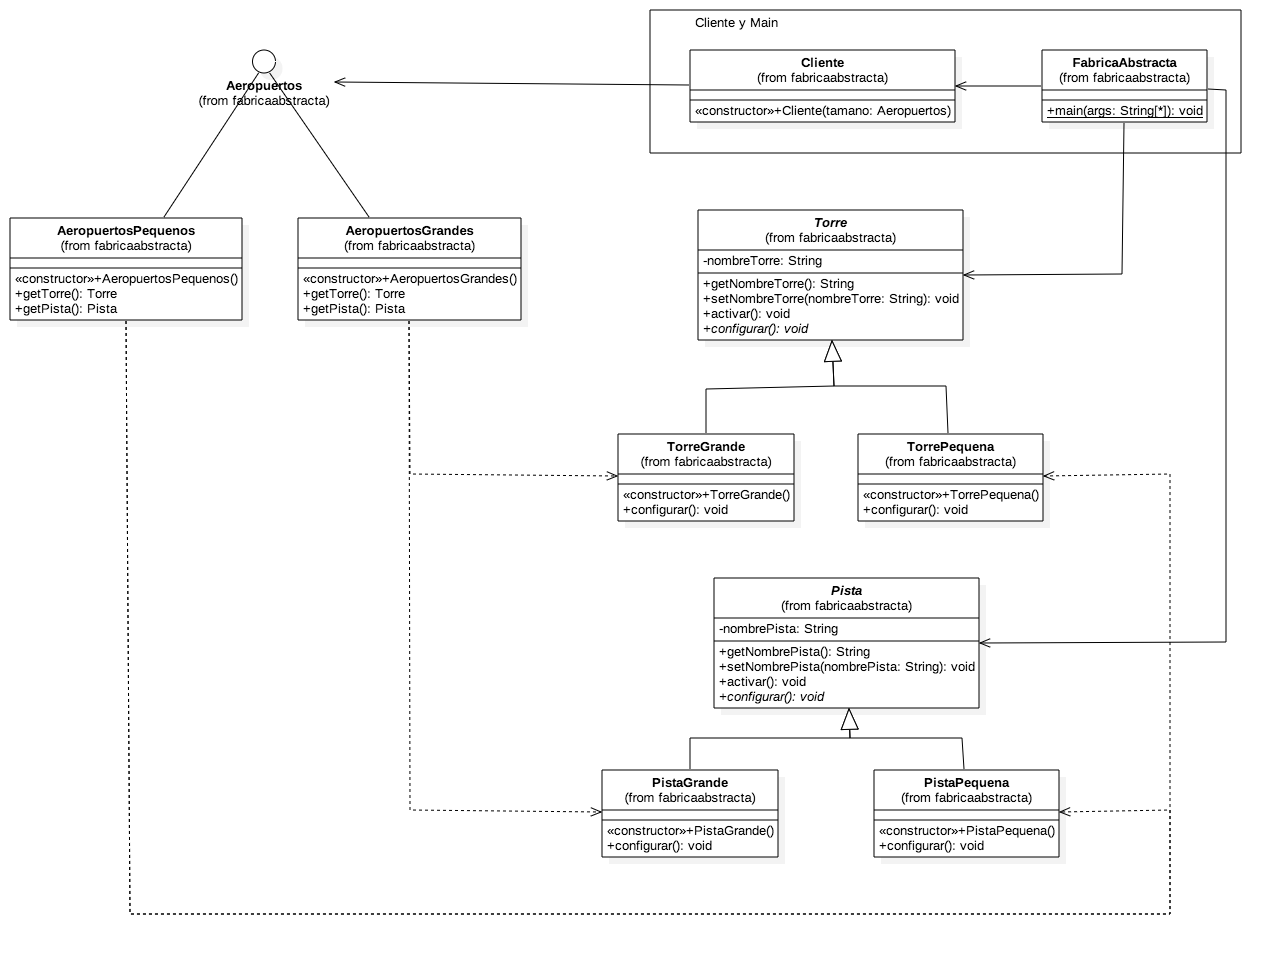 Cliente y Main
Aeropuertos
(from fabricaabstracta)
Cliente
(from fabricaabstracta)
«constructor»+Cliente(tamano: Aeropuertos)
FabricaAbstracta
(from fabricaabstracta)
+main(args: String[*]): void
AeropuertosPequenos
(from fabricaabstracta)
«constructor»+AeropuertosPequenos()
+getTorre(): Torre
+getPista(): Pista
AeropuertosGrandes
(from fabricaabstracta)
«constructor»+AeropuertosGrandes()
+getTorre(): Torre
+getPista(): Pista
Torre
(from fabricaabstracta)
-nombreTorre: String
+getNombreTorre(): String
+setNombreTorre(nombreTorre: String): void
+activar(): void
+configurar(): void
TorreGrande
(from fabricaabstracta)
«constructor»+TorreGrande()
+configurar(): void
TorrePequena
(from fabricaabstracta)
«constructor»+TorrePequena()
+configurar(): void
Pista
(from fabricaabstracta)
-nombrePista: String
+getNombrePista(): String
+setNombrePista(nombrePista: String): void
+activar(): void
+configurar(): void
PistaGrande
(from fabricaabstracta)
«constructor»+PistaGrande()
+configurar(): void
PistaPequena
(from fabricaabstracta)
«constructor»+PistaPequena()
+configurar(): void